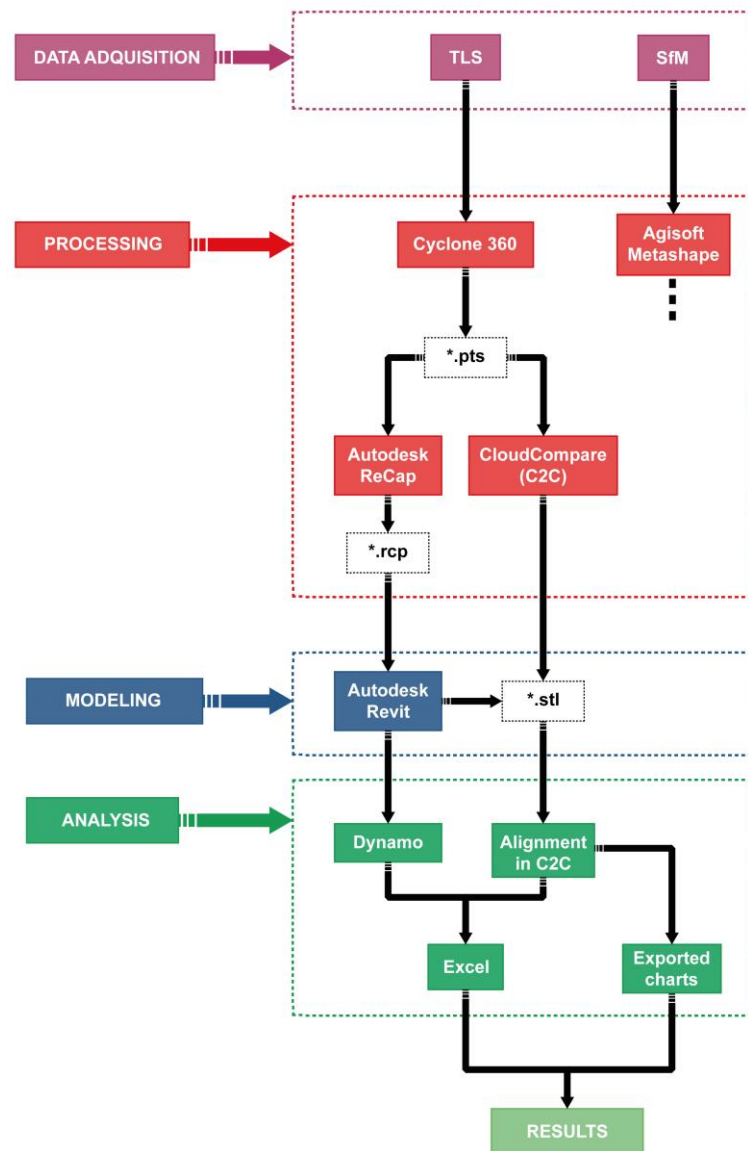 DATA ADQUISITION
TLS
SfM
PROCESSING
Cyclone 360
Agisoft
Metashape
*.pts
Autodesk
ReCap
CloudCompare
(C2C)
*.rcp
MODELING
Autodesk
Revit
*.stl
ANALYSIS
Dynamo
Alignment
in C2C
Excel
Exported
charts
RESULTS